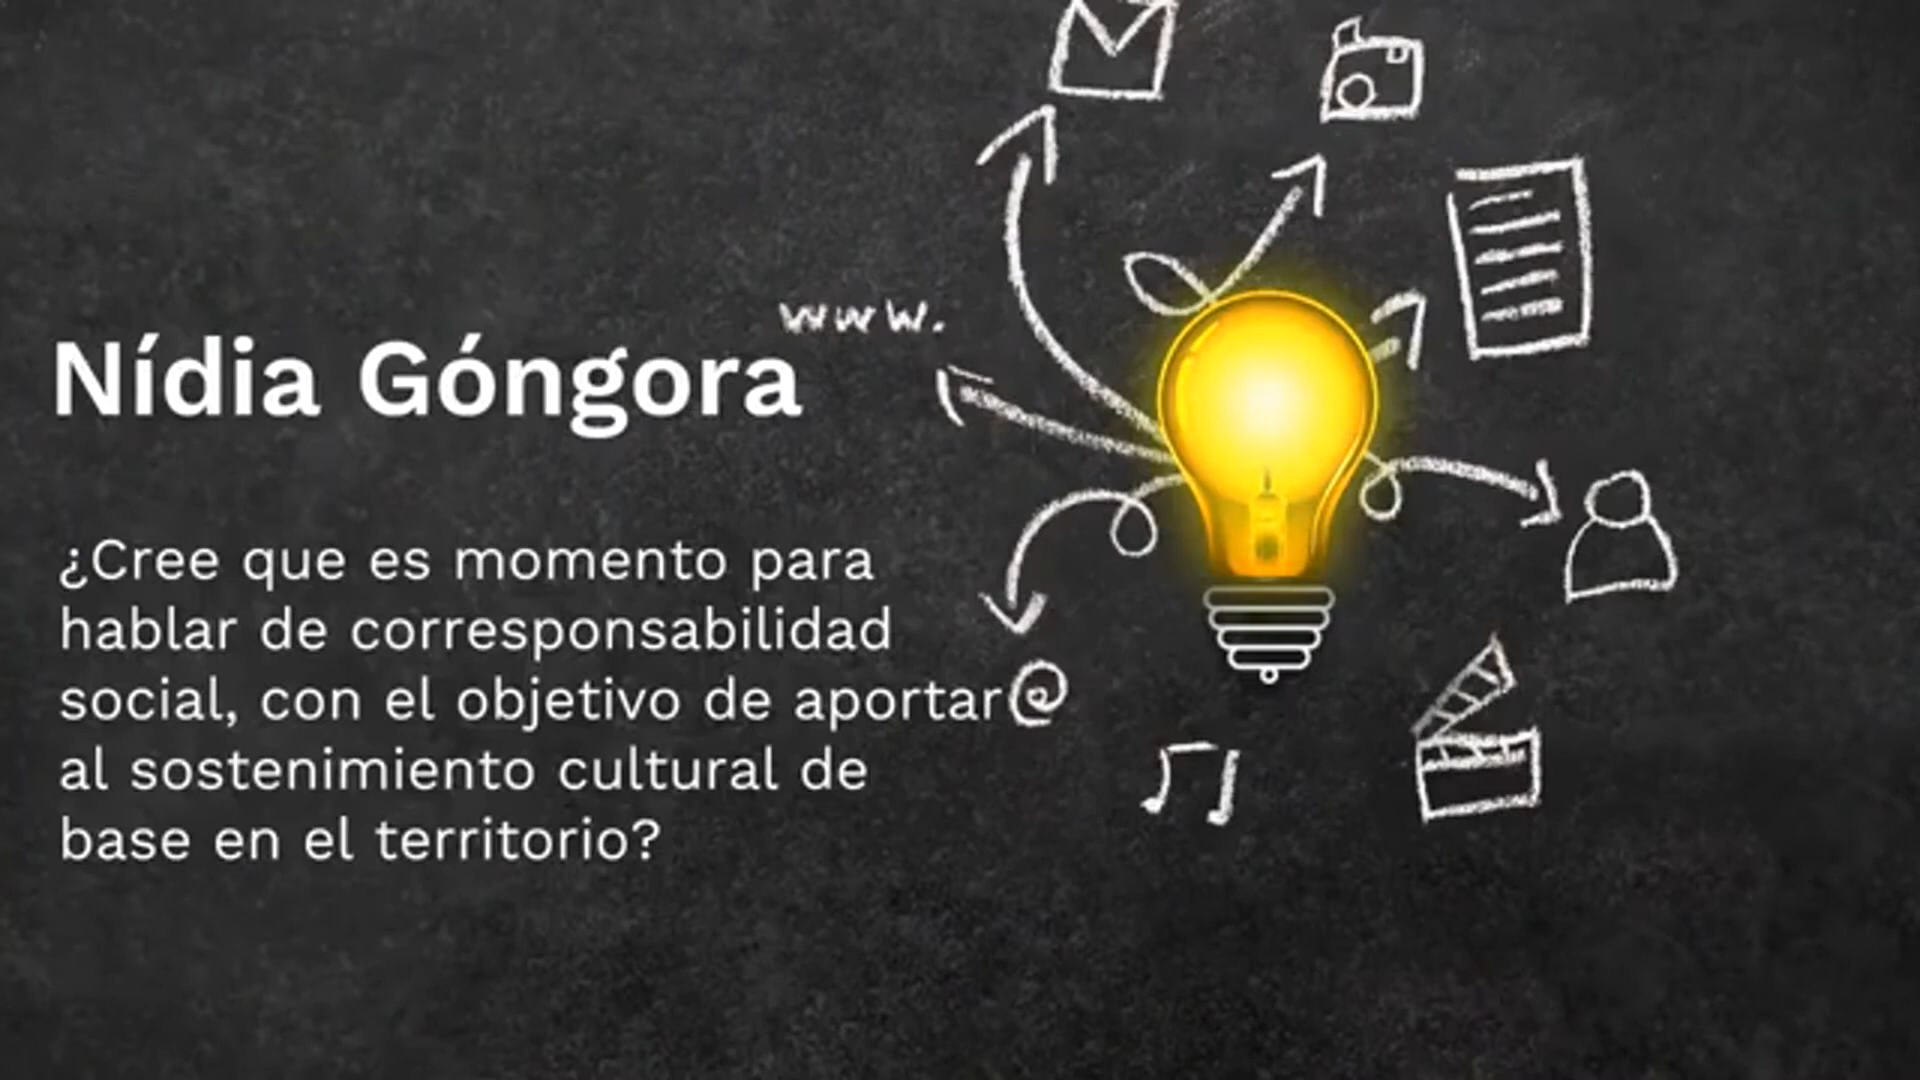 www.
Nídia Góngora
¿Cree que es momento para
hablar de corresponsabilidad
social, con el objetivo de aportar
@
al sostenimiento cultural de
base en el territorio?